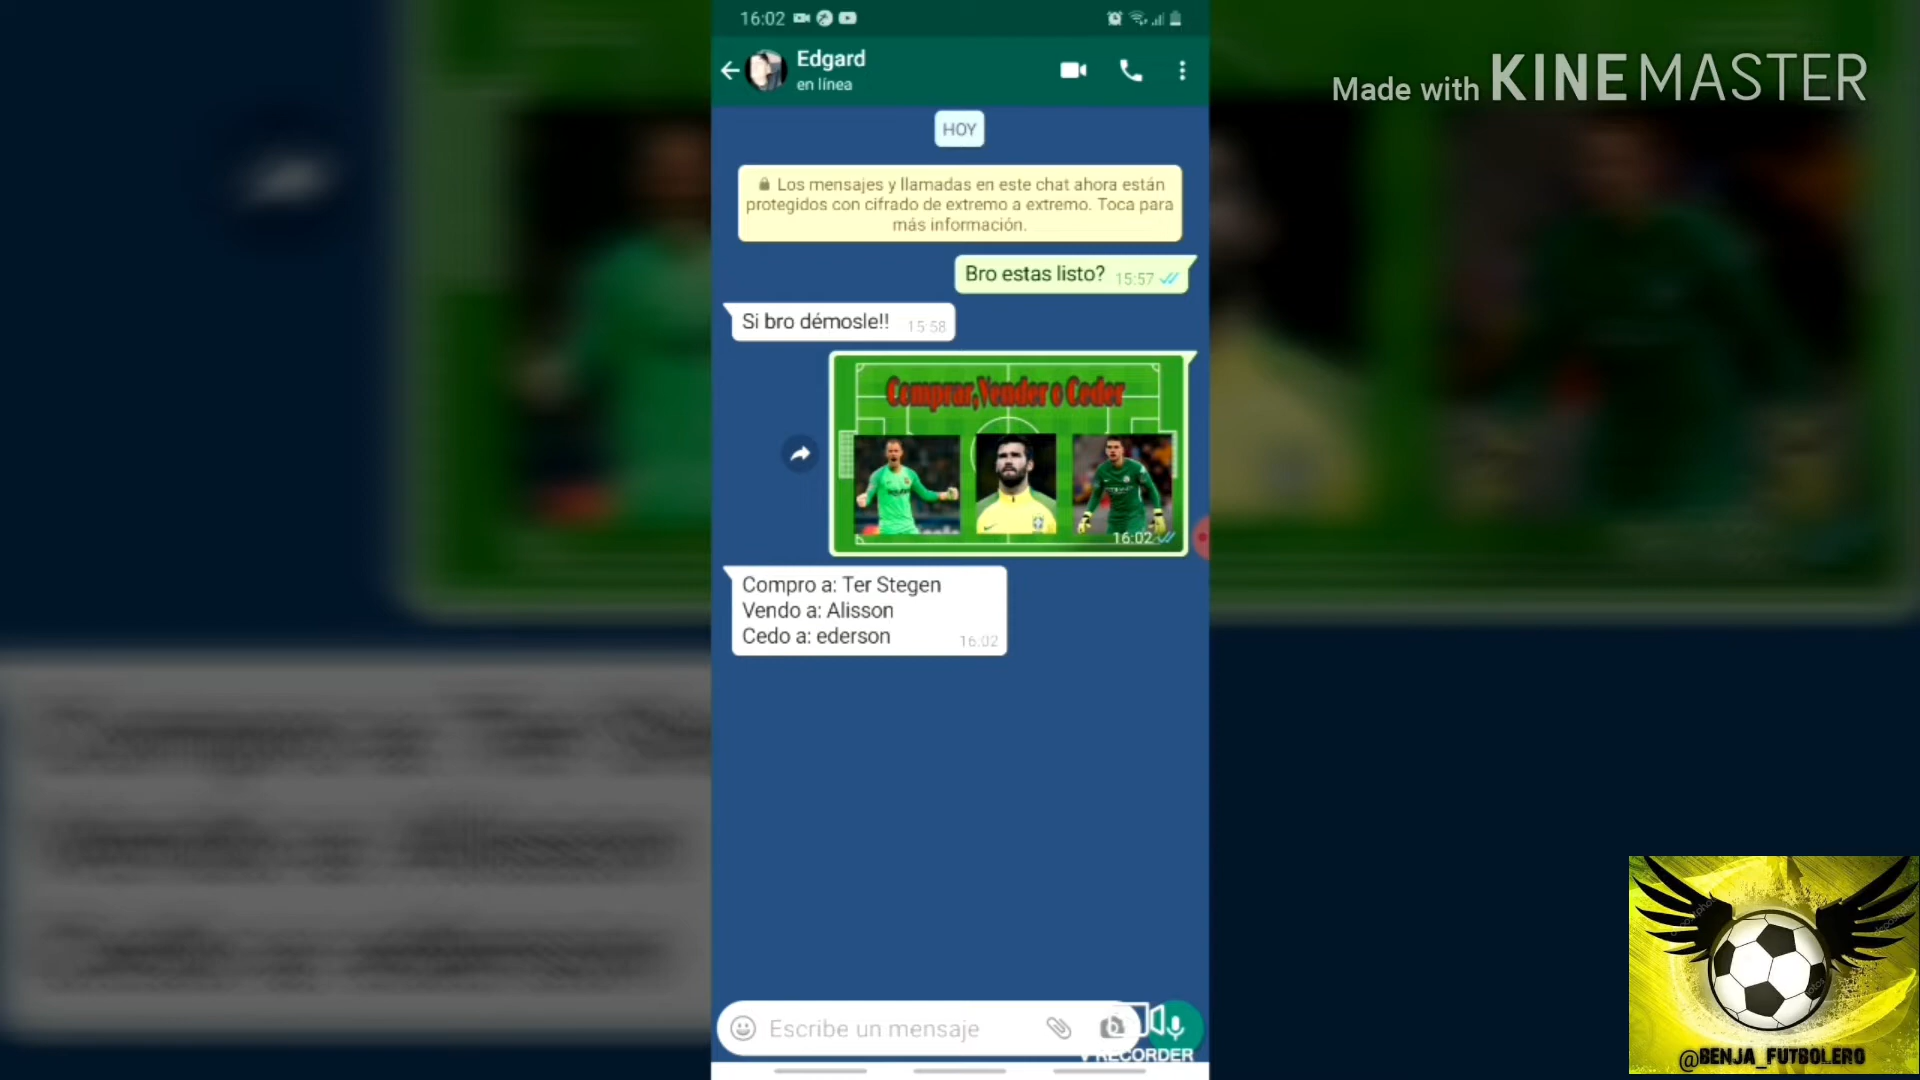 16:02
Edgard
en línea
Made with KINEMASTER
HOY
Los mensajes y llamadas en este chat ahora están
protegidos con cifrado de extremo a extremo. Toca para
más información.
Bro estas listo? 15:57
Si bro démosle!! 15:58
Comprar,Vender o Ceder
16:02
Compro a: Ter Stegen
Vendo a: Alisson
Cedo a: ederson 16:02
Escribe un mensaje
RECORDER
@BENJA_FUTBOLERO